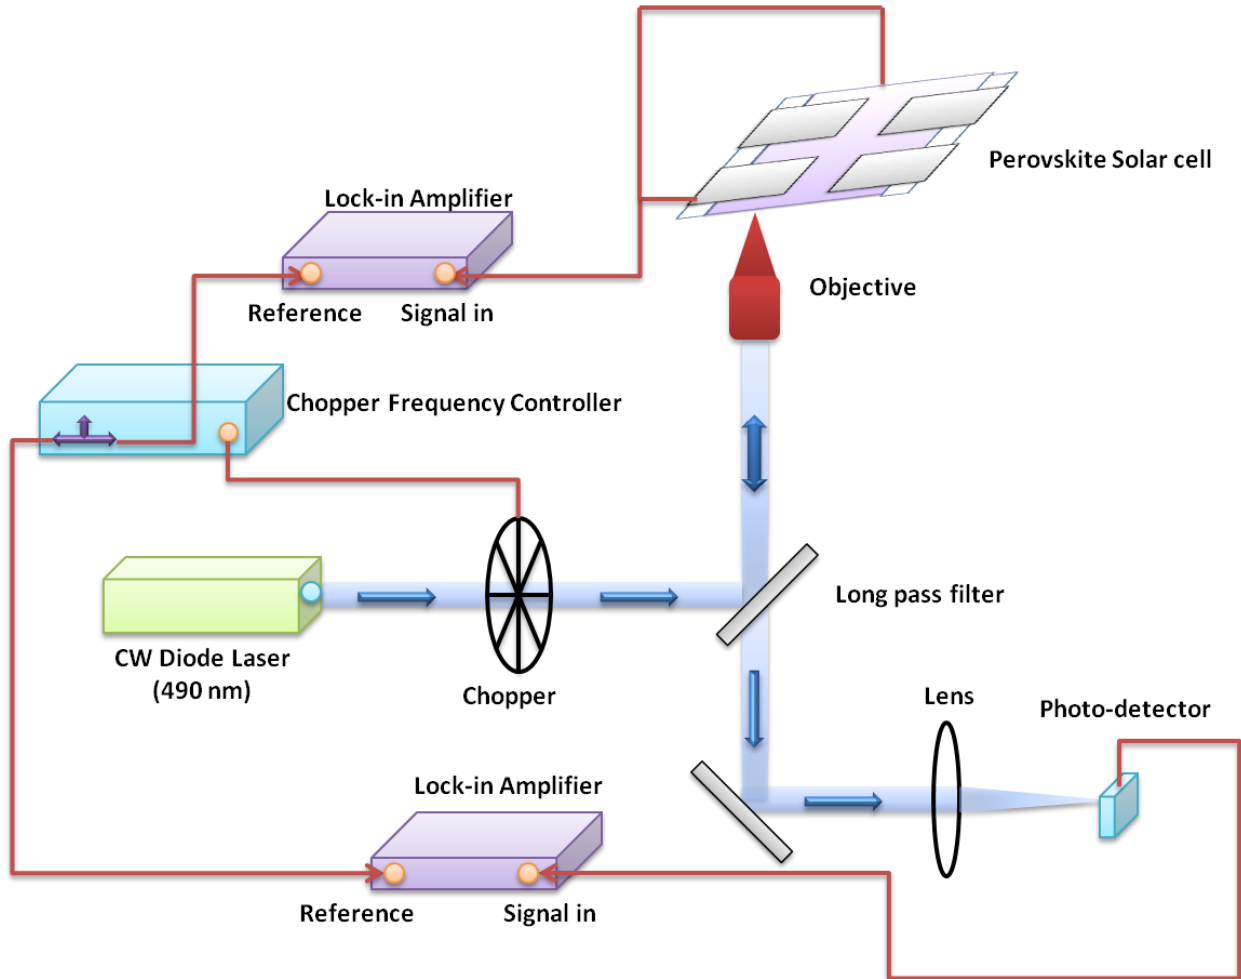 Perovskite Solar cell
Lock-in Amplifier
Objective
Reference
Signal in
Chopper Frequency Controller
Long pass filter
CW Diode Laser
(490 nm)
Chopper
Lens
Photo-detector
Lock-in Amplifier
Reference
Signal in